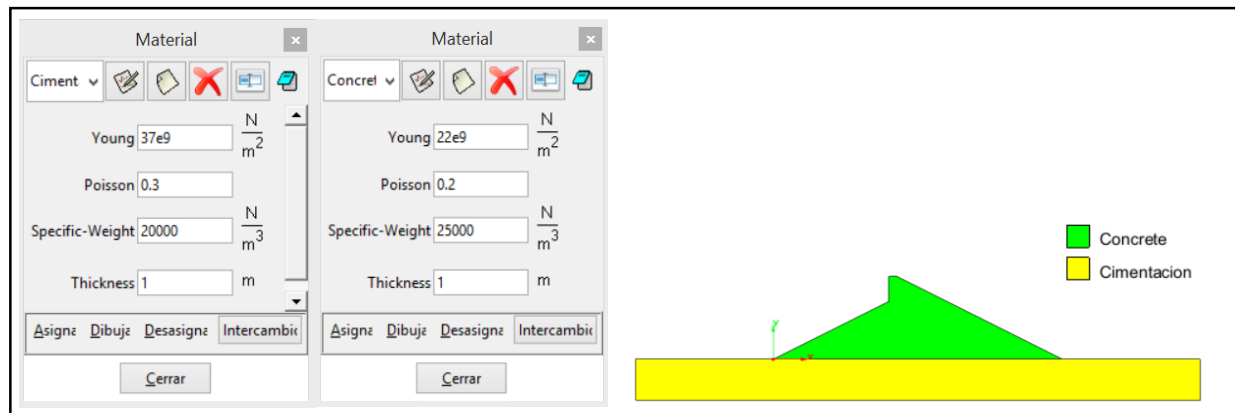 Material
×
Ciment
Young 37e9 N/m²
Poisson 0.3
Specific-Weight 20000 N/m³
Thickness 1 m
Asigna Dibuja Desasigna Intercambio
Cerrar
Material
×
Concret
Young 22e9 N/m²
Poisson 0.2
Specific-Weight 25000 N/m³
Thickness 1 m
Asigna Dibuja Desasigna Intercambio
Cerrar
Concrete
Cimentacion
y
x